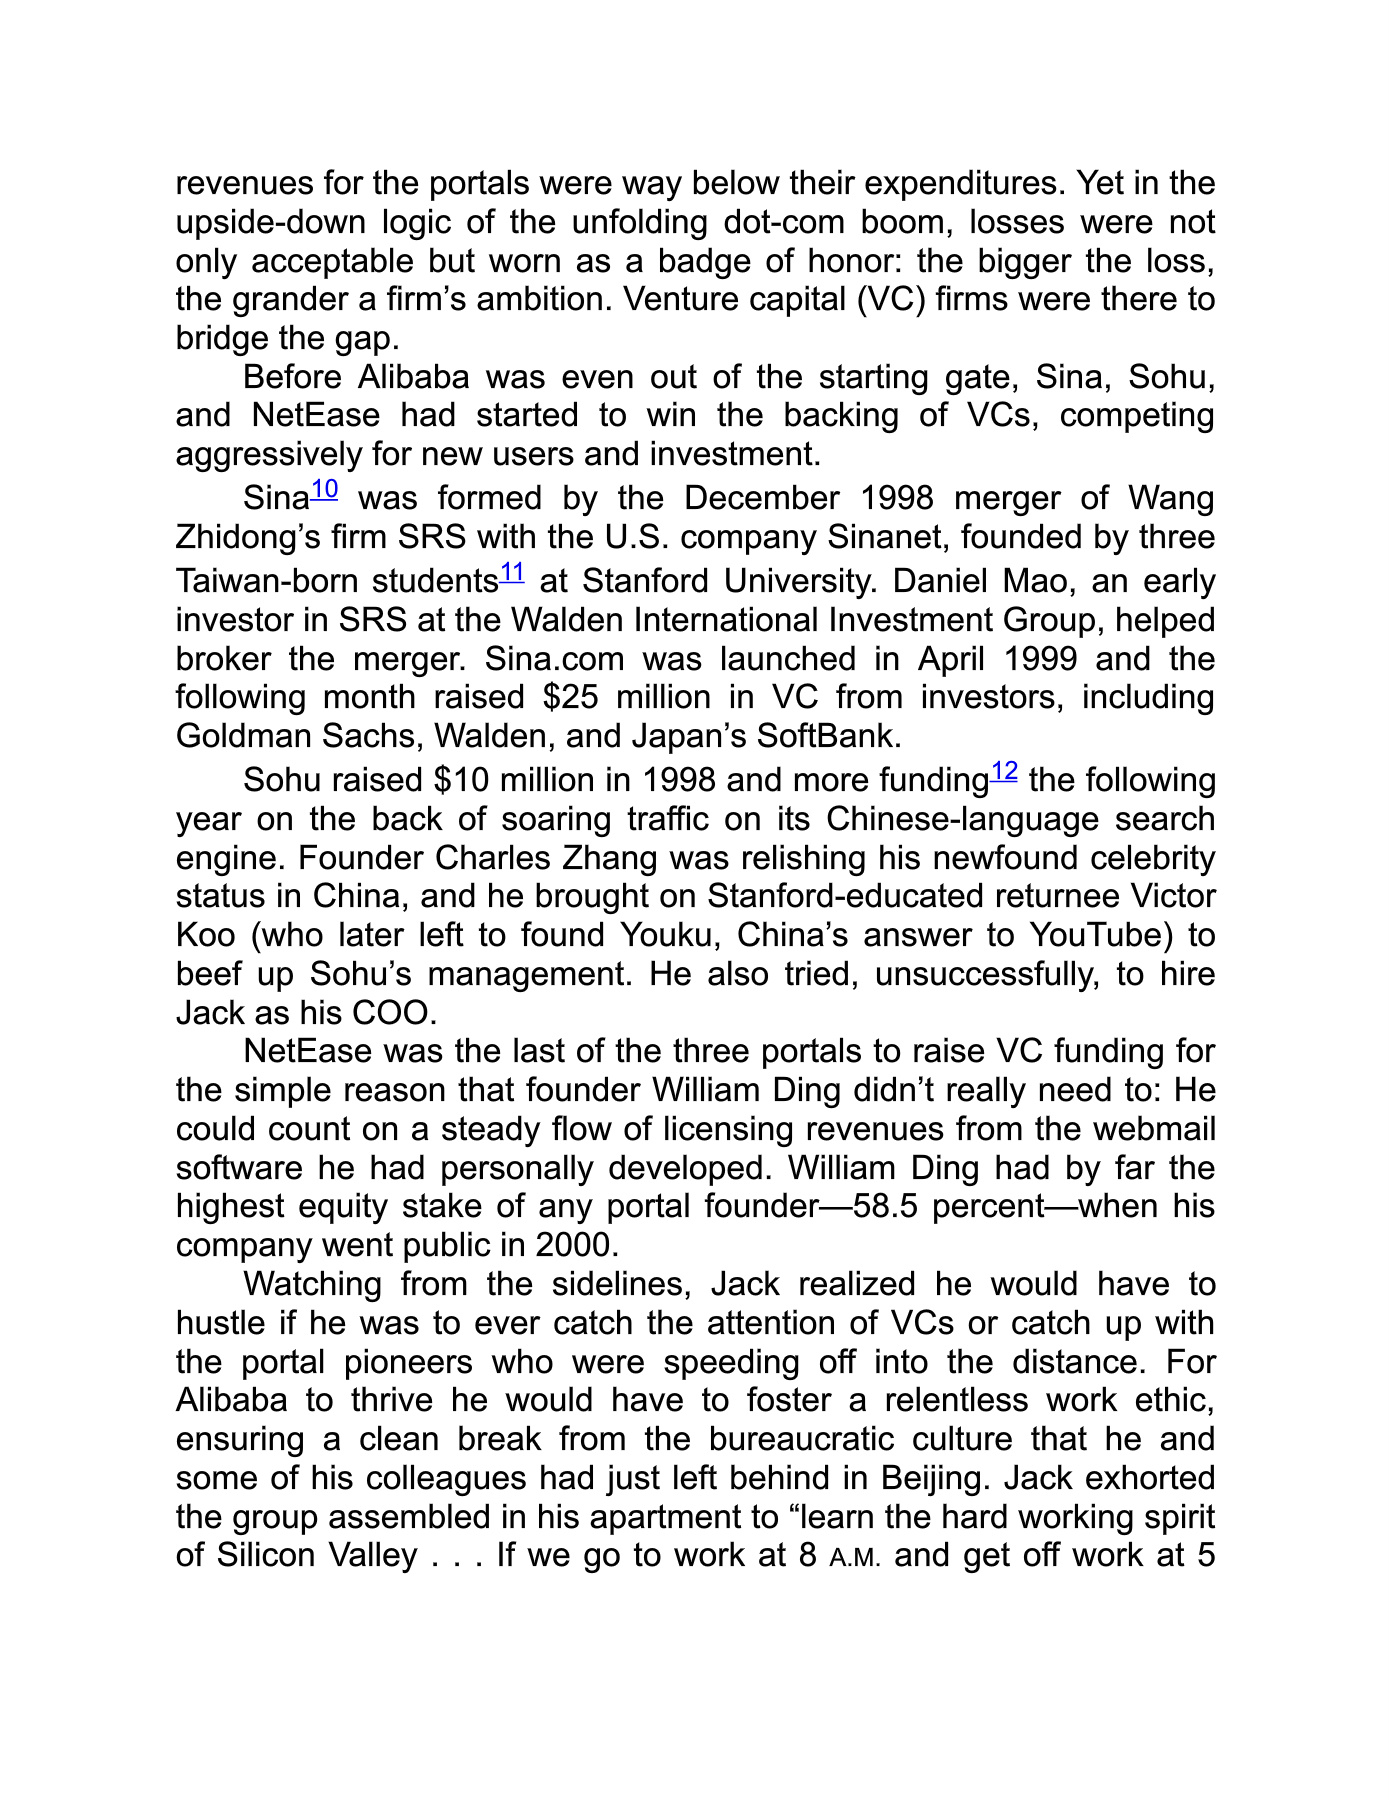 revenues for the portals were way below their expenditures. Yet in the
upside-down logic of the unfolding dot-com boom, losses were not
only acceptable but worn as a badge of honor: the bigger the loss,
the grander a firm’s ambition. Venture capital (VC) firms were there to
bridge the gap.
Before Alibaba was even out of the starting gate, Sina, Sohu,
and NetEase had started to win the backing of VCs, competing
aggressively for new users and investment.
Sina10 was formed by the December 1998 merger of Wang
Zhidong’s firm SRS with the U.S. company Sinanet, founded by three
Taiwan-born students11 at Stanford University. Daniel Mao, an early
investor in SRS at the Walden International Investment Group, helped
broker the merger. Sina.com was launched in April 1999 and the
following month raised $25 million in VC from investors, including
Goldman Sachs, Walden, and Japan’s SoftBank.
Sohu raised $10 million in 1998 and more funding12 the following
year on the back of soaring traffic on its Chinese-language search
engine. Founder Charles Zhang was relishing his newfound celebrity
status in China, and he brought on Stanford-educated returnee Victor
Koo (who later left to found Youku, China’s answer to YouTube) to
beef up Sohu’s management. He also tried, unsuccessfully, to hire
Jack as his COO.
NetEase was the last of the three portals to raise VC funding for
the simple reason that founder William Ding didn’t really need to: He
could count on a steady flow of licensing revenues from the webmail
software he had personally developed. William Ding had by far the
highest equity stake of any portal founder—58.5 percent—when his
company went public in 2000.
Watching from the sidelines, Jack realized he would have to
hustle if he was to ever catch the attention of VCs or catch up with
the portal pioneers who were speeding off into the distance. For
Alibaba to thrive he would have to foster a relentless work ethic,
ensuring a clean break from the bureaucratic culture that he and
some of his colleagues had just left behind in Beijing. Jack exhorted
the group assembled in his apartment to “learn the hard working spirit
of Silicon Valley . . . If we go to work at 8 A.M. and get off work at 5